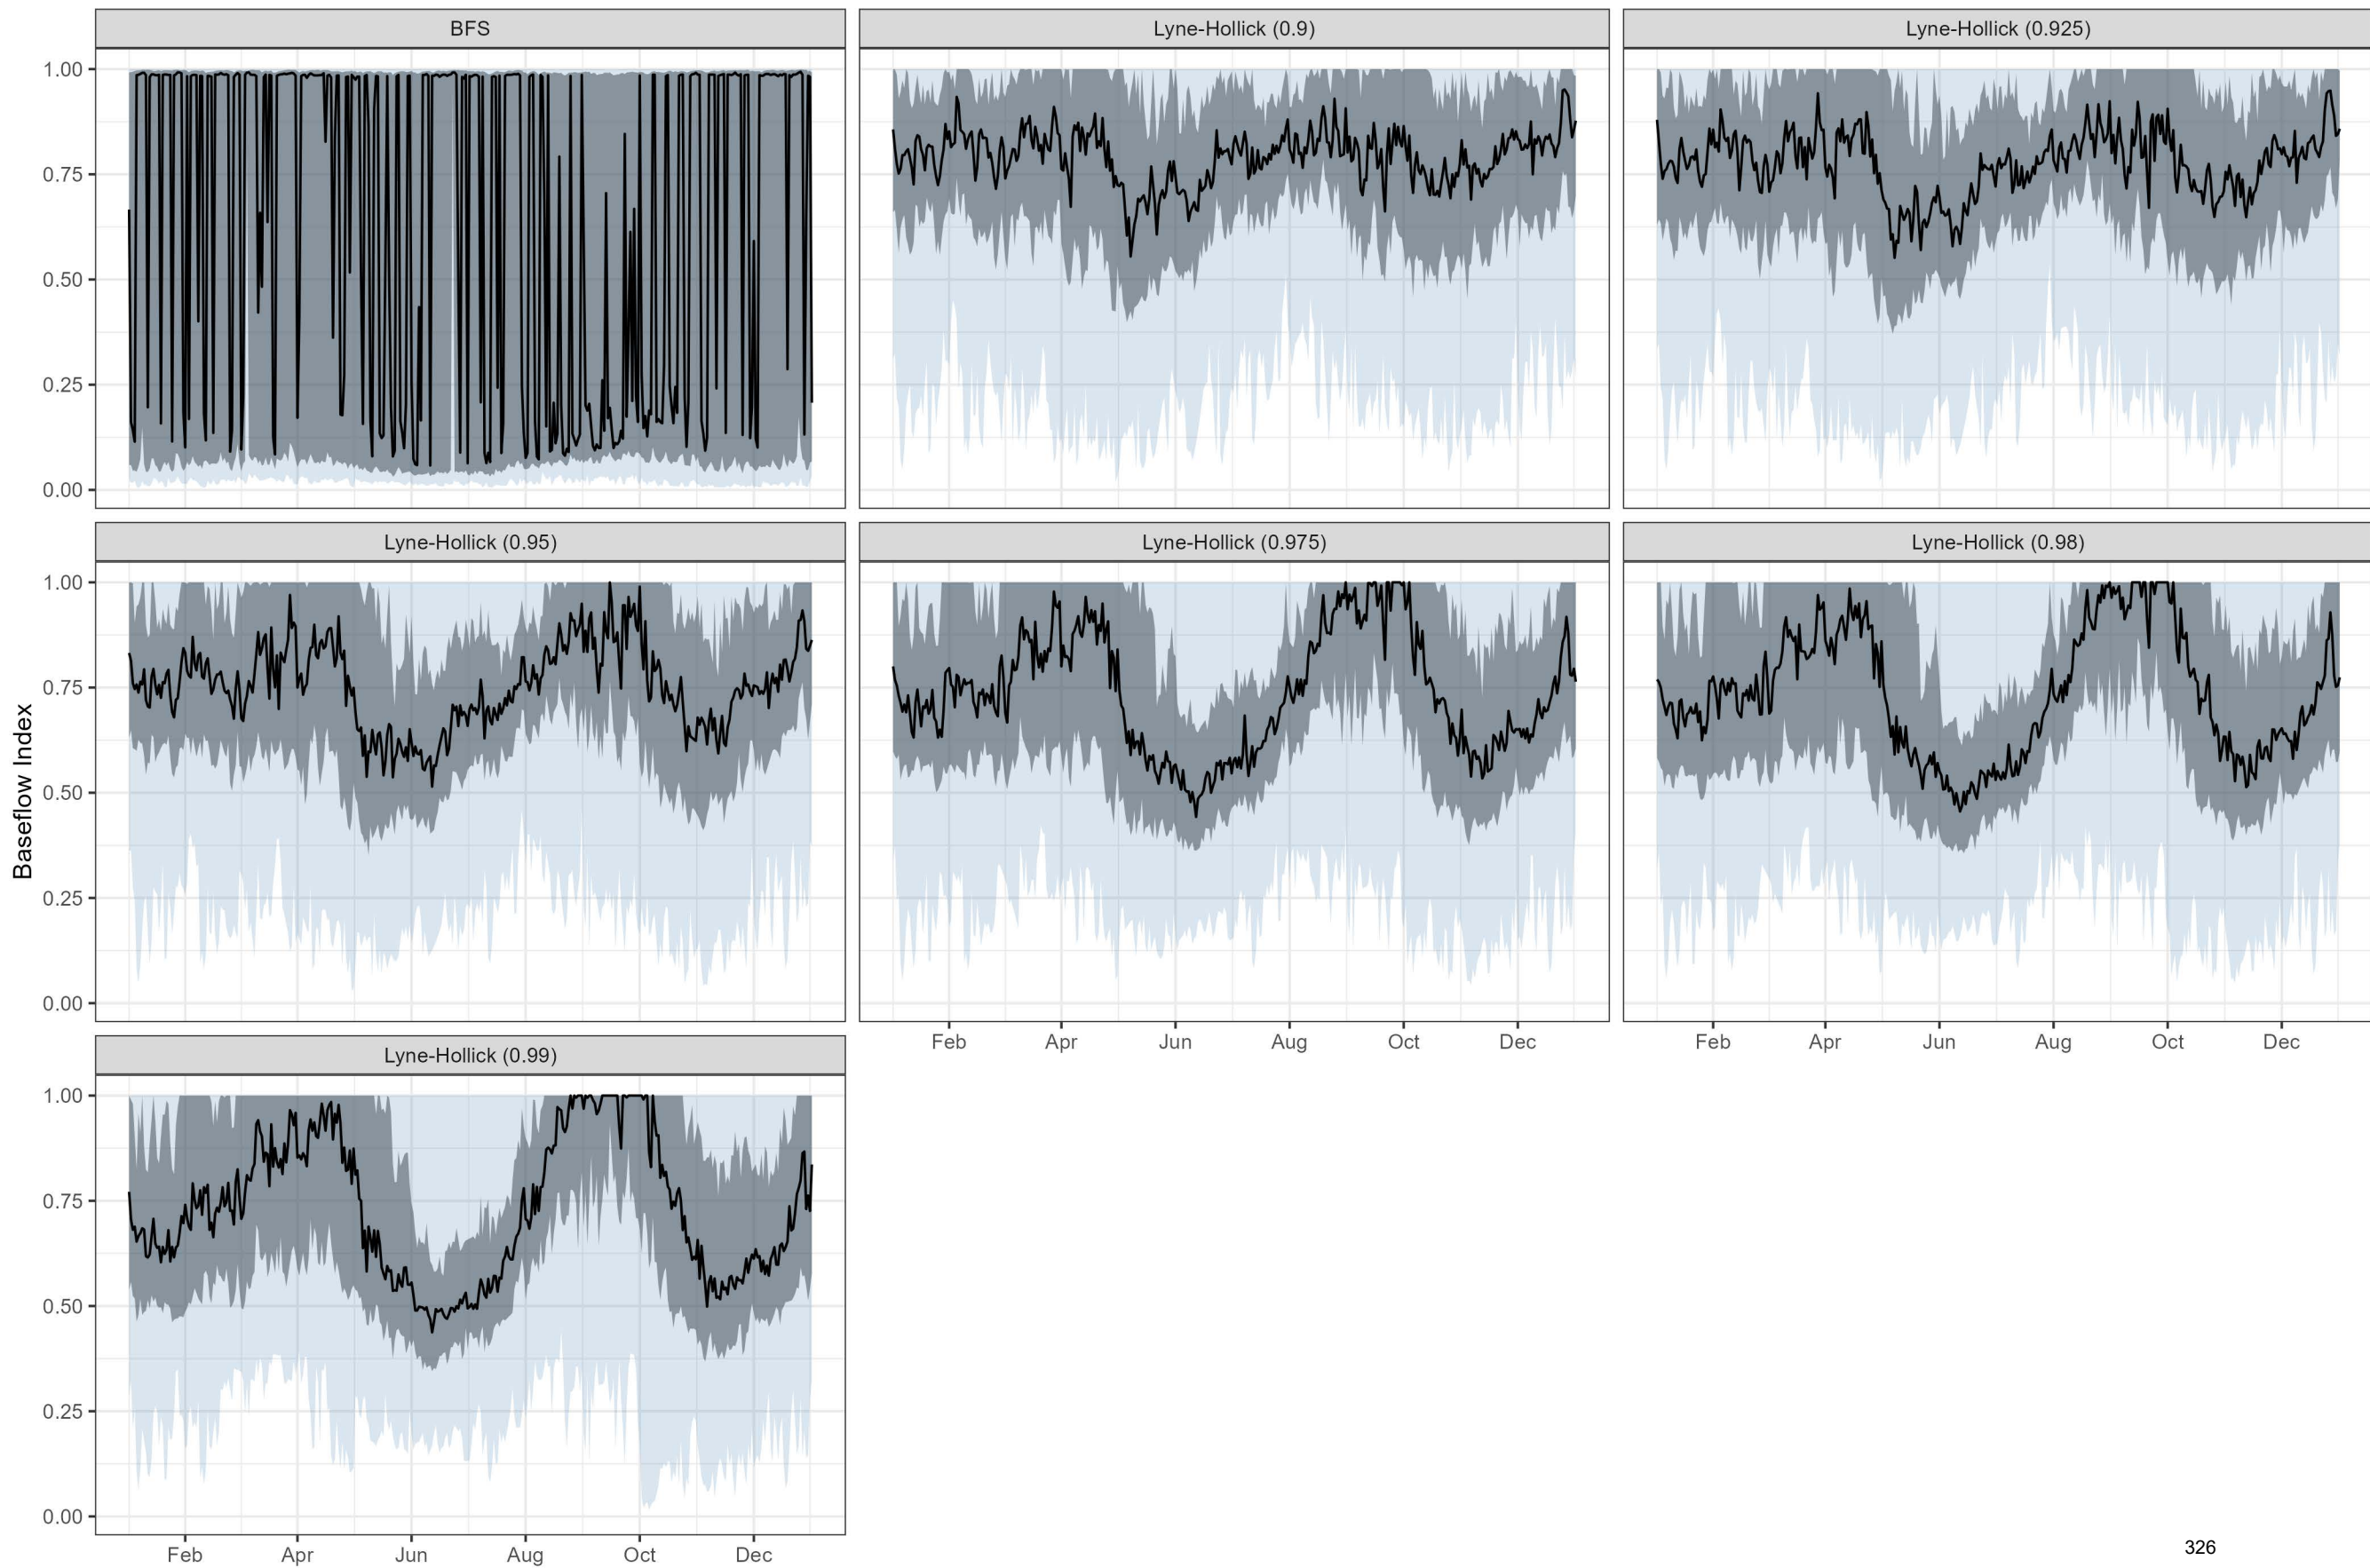 BFS
Lyne-Hollick (0.9)
Lyne-Hollick (0.925)
1.00
0.75
0.50
0.25
0.00
Lyne-Hollick (0.95)
Lyne-Hollick (0.975)
Lyne-Hollick (0.98)
Baseflow Index
1.00
0.75
0.50
0.25
0.00
Feb Apr Jun Aug Oct Dec
Feb Apr Jun Aug Oct Dec
Lyne-Hollick (0.99)
1.00
0.75
0.50
0.25
0.00
Feb Apr Jun Aug Oct Dec
326